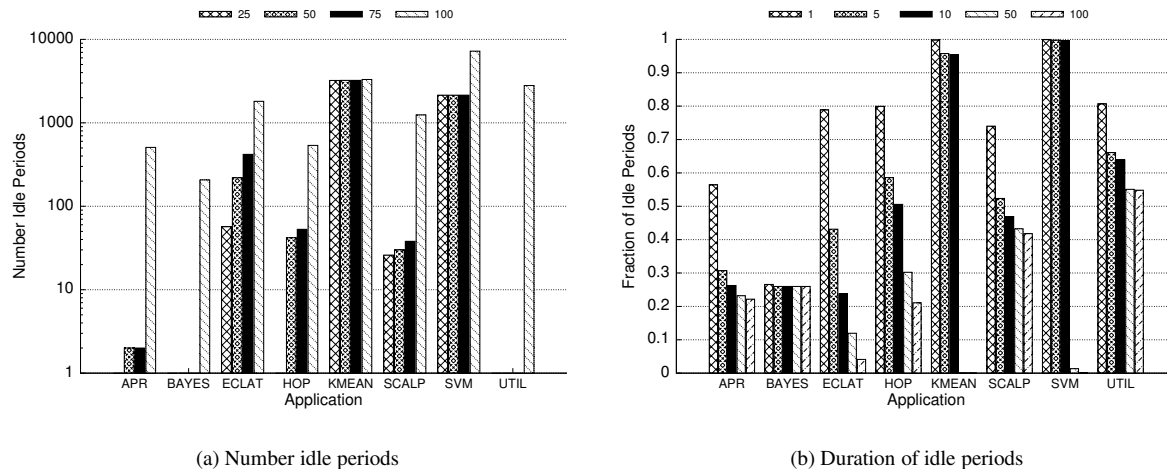 25 50 75 100
10000
1000
100
10
1
Number Idle Periods
APR BAYES ECLAT HOP KMEAN SCALP SVM UTIL
Application
(a) Number idle periods
1 5 10 50 100
1
0.9
0.8
0.7
0.6
0.5
0.4
0.3
0.2
0.1
0
Fraction of Idle Periods
APR BAYES ECLAT HOP KMEAN SCALP SVM UTIL
Application
(b) Duration of idle periods